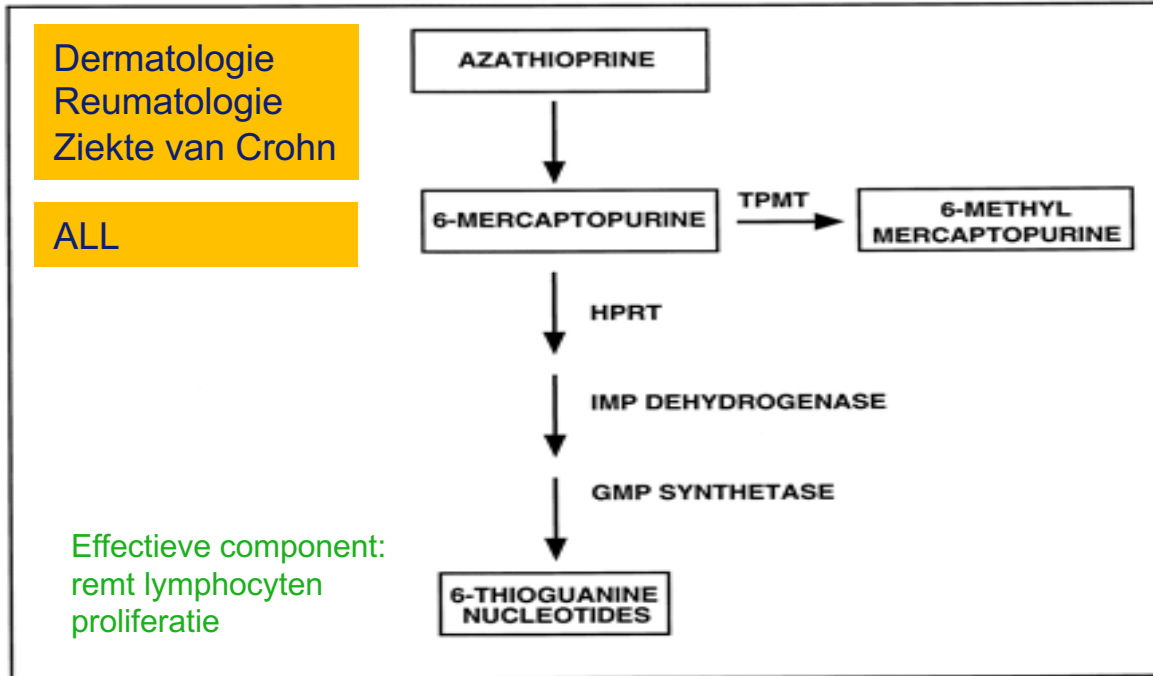 Dermatologie
Reumatologie
Ziekte van Crohn
ALL
AZATHIOPRINE
6-MERCAPTOPURINE
TPMT
6-METHYL
MERCAPTOPURINE
HPRT
IMP DEHYDROGENASE
GMP SYNTHETASE
Effectieve component:
remt lymphocyten
proliferatie
6-THIOGUANINE
NUCLEOTIDES